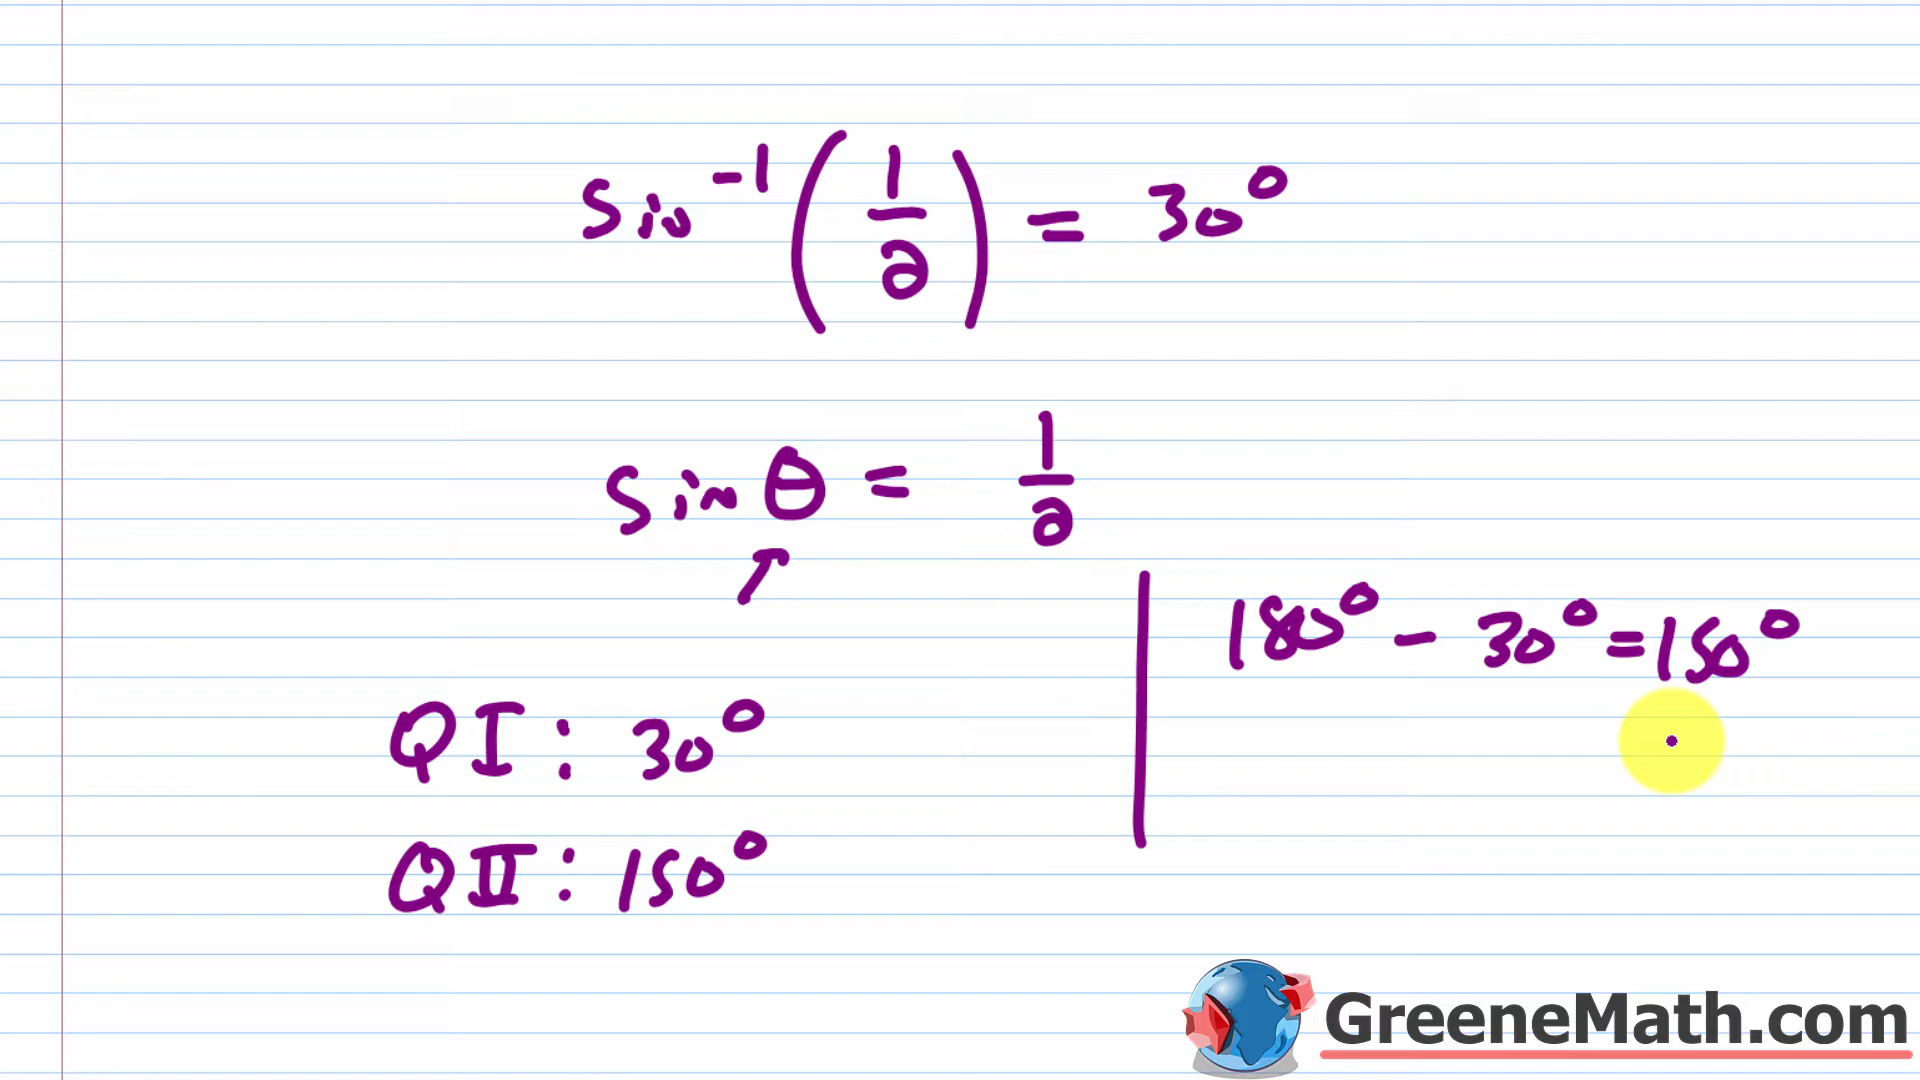 sin⁻¹(1/2) = 30°
sin θ = 1/2
180° - 30° = 150°
QI: 30°
QII: 150°
GreeneMath.com